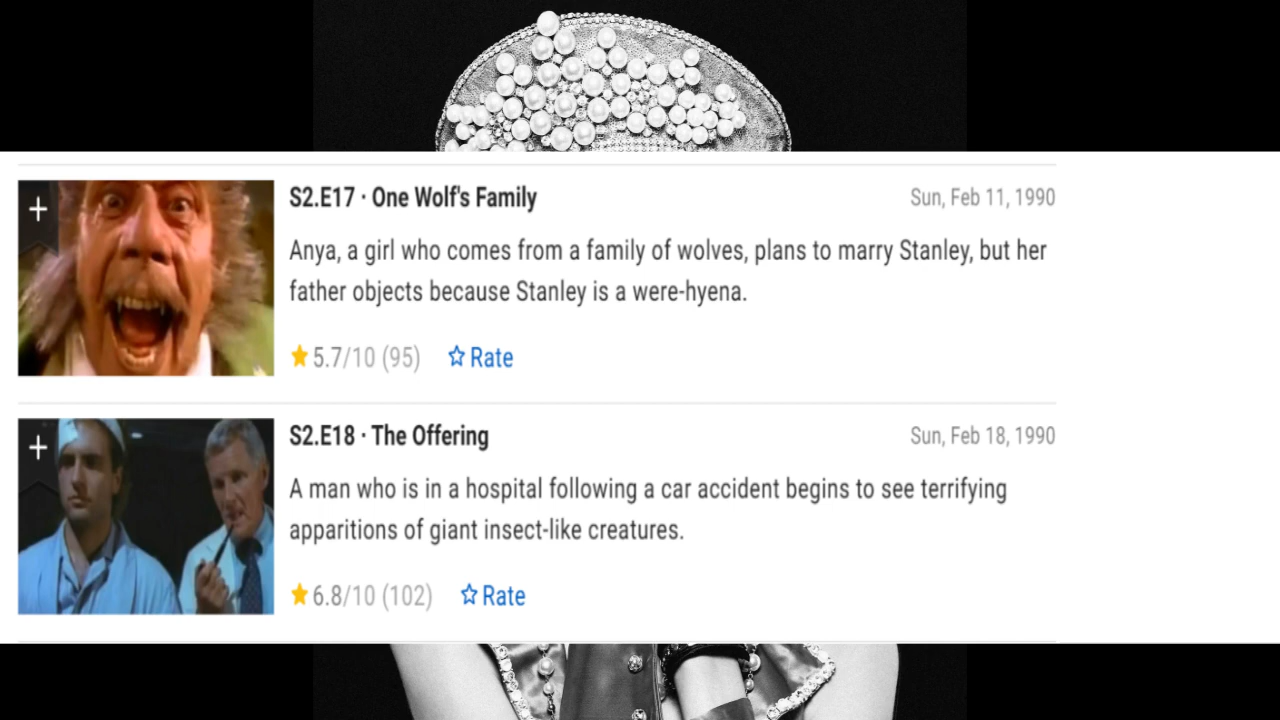 S2.E17 · One Wolf's Family
Sun, Feb 11, 1990
Anya, a girl who comes from a family of wolves, plans to marry Stanley, but her
father objects because Stanley is a were-hyena.
5.7/10 (95) Rate
S2.E18 · The Offering
Sun, Feb 18, 1990
A man who is in a hospital following a car accident begins to see terrifying
apparitions of giant insect-like creatures.
6.8/10 (102) Rate